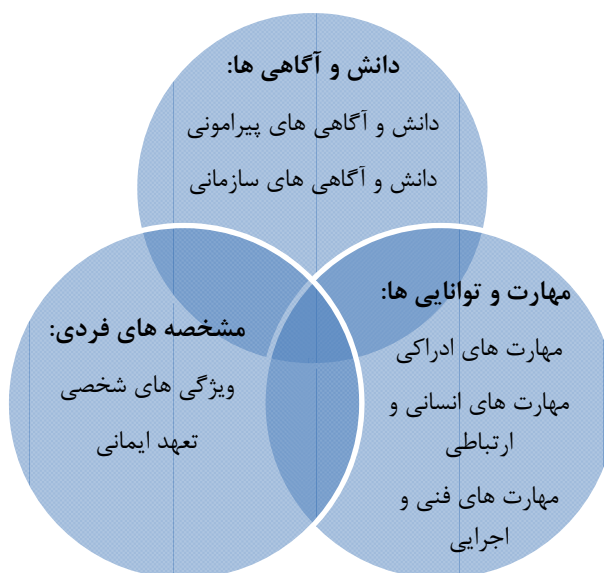 دانش و آگاهی ها:
دانش و آگاهی های پیرامونی
دانش و آگاهی های سازمانی
مهارت و توانایی ها:
مهارت های ادراکی
مهارت های انسانی و
ارتباطی
مهارت های فنی و
اجرایی
مشخصه های فردی:
ویژگی های شخصی
تعهد ایمانی